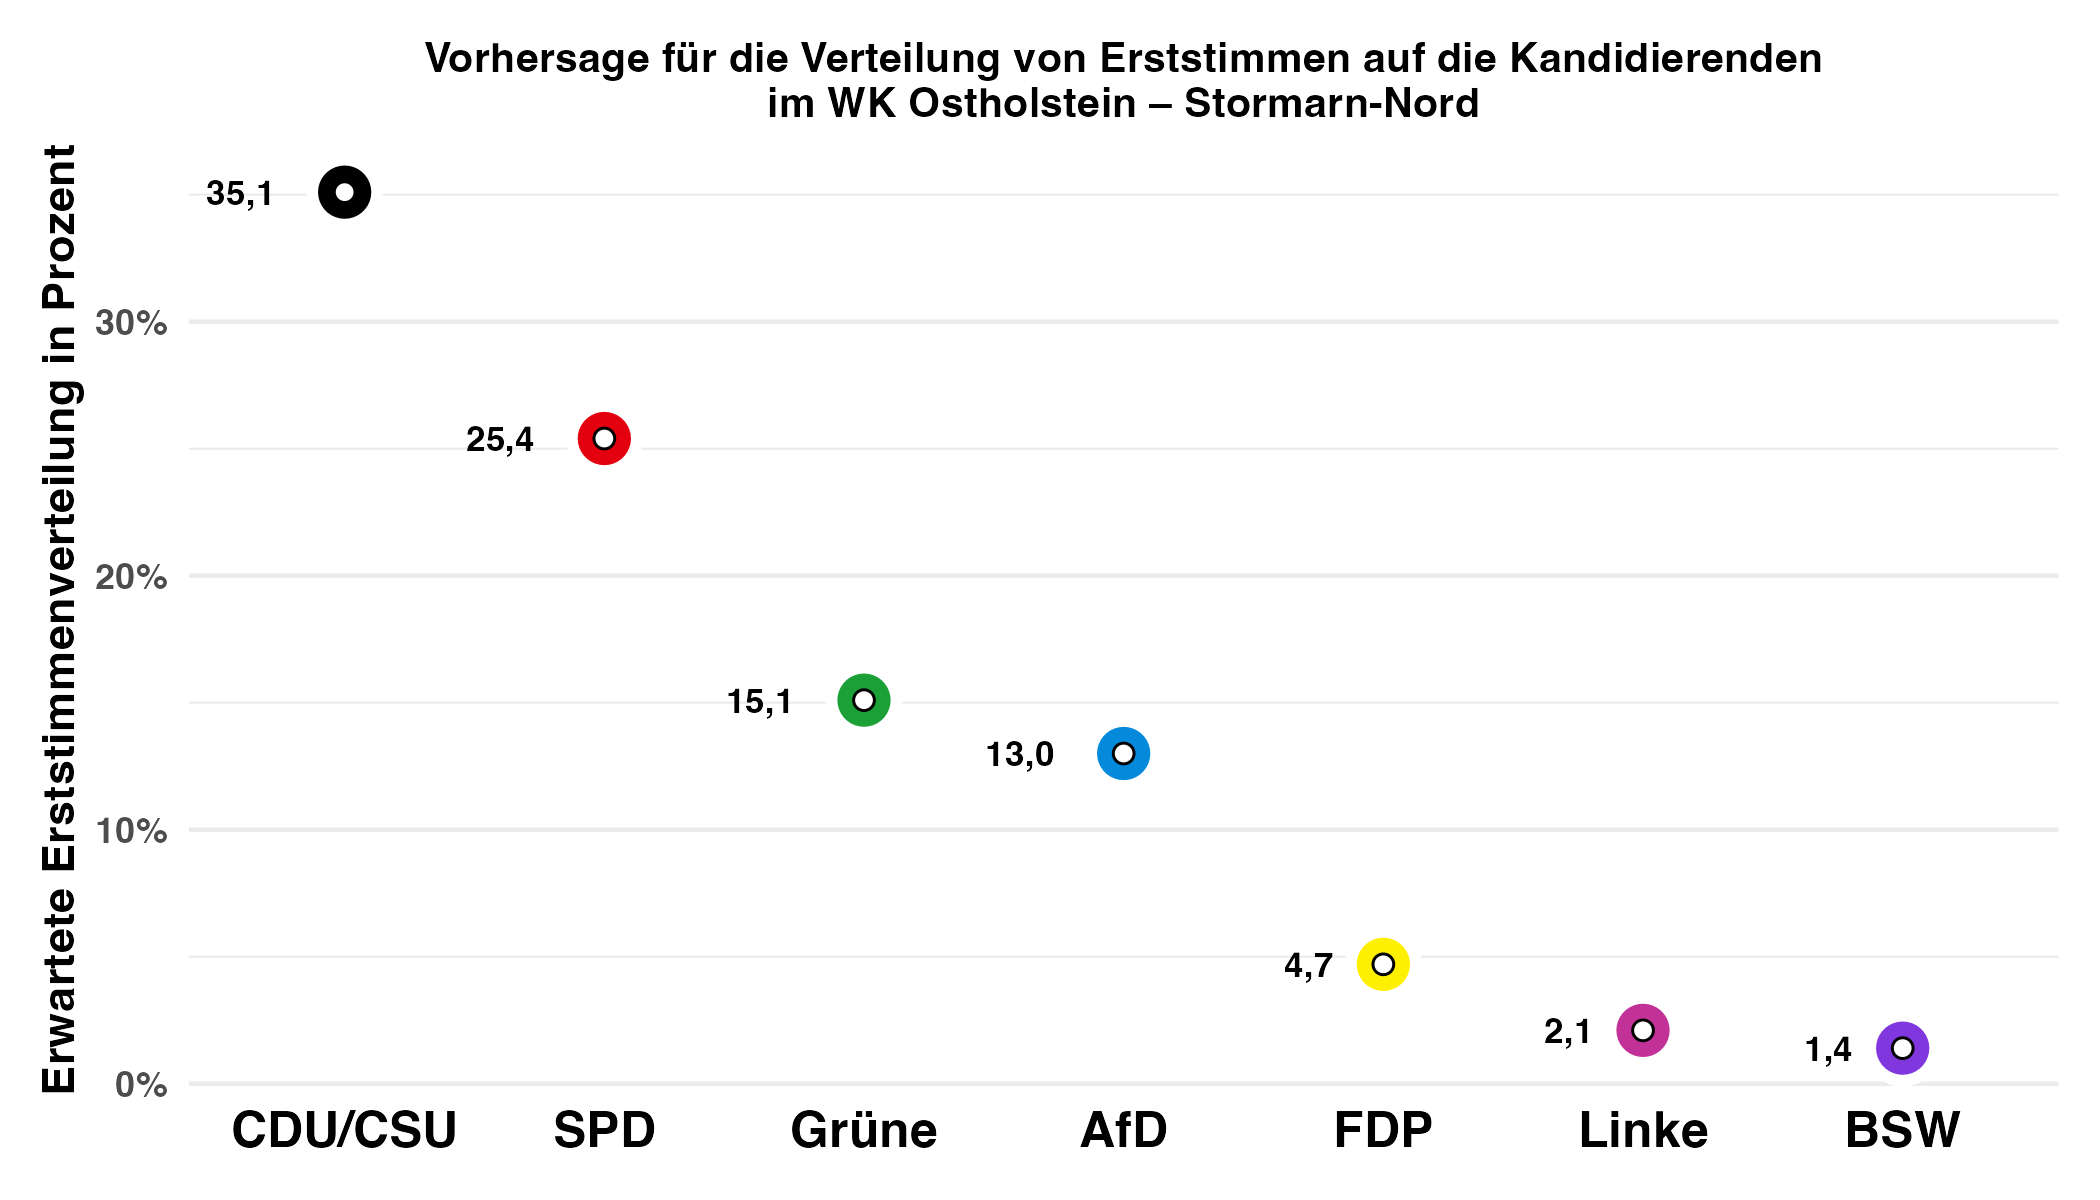 Vorhersage für die Verteilung von Erststimmen auf die Kandidierenden
im WK Ostholstein – Stormarn-Nord
Erwartete Erststimmenverteilung in Prozent
35,1
30%
25,4
20%
15,1
13,0
10%
4,7
2,1
1,4
0%
CDU/CSU SPD Grüne AfD FDP Linke BSW